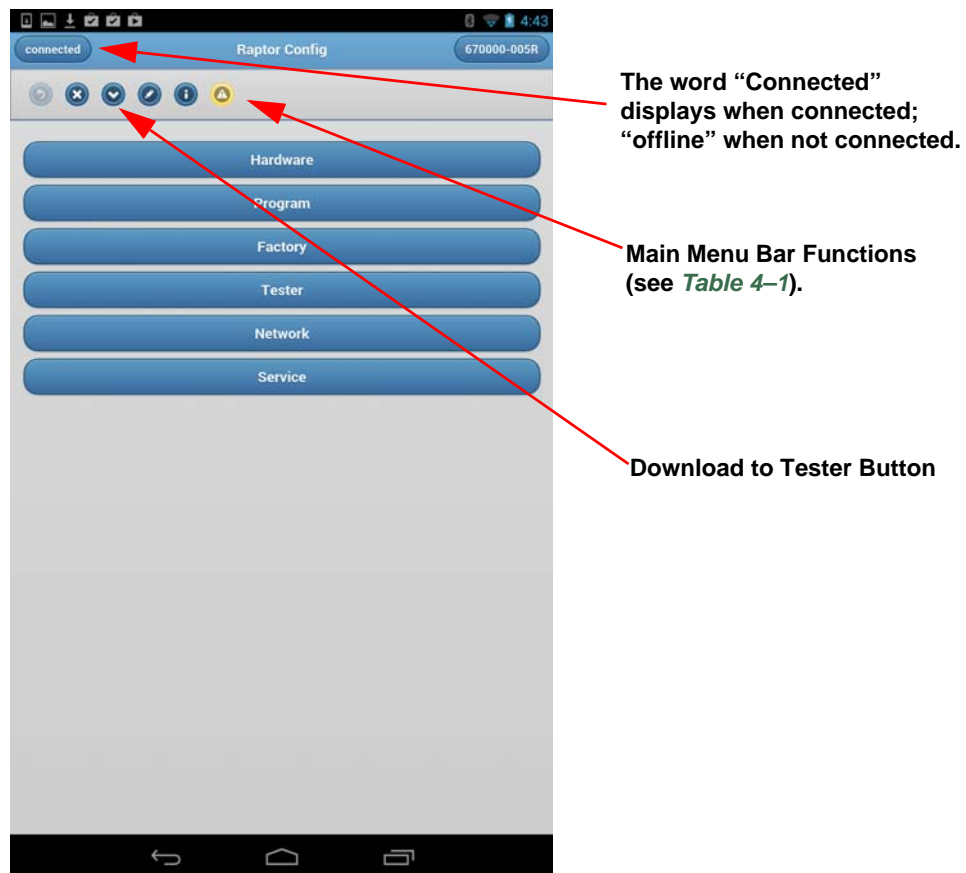 4:43
connected
Raptor Config
670000-005R
The word “Connected”
displays when connected;
“offline” when not connected.
Hardware
Program
Factory
Tester
Network
Service
Main Menu Bar Functions
(see Table 4–1).
Download to Tester Button